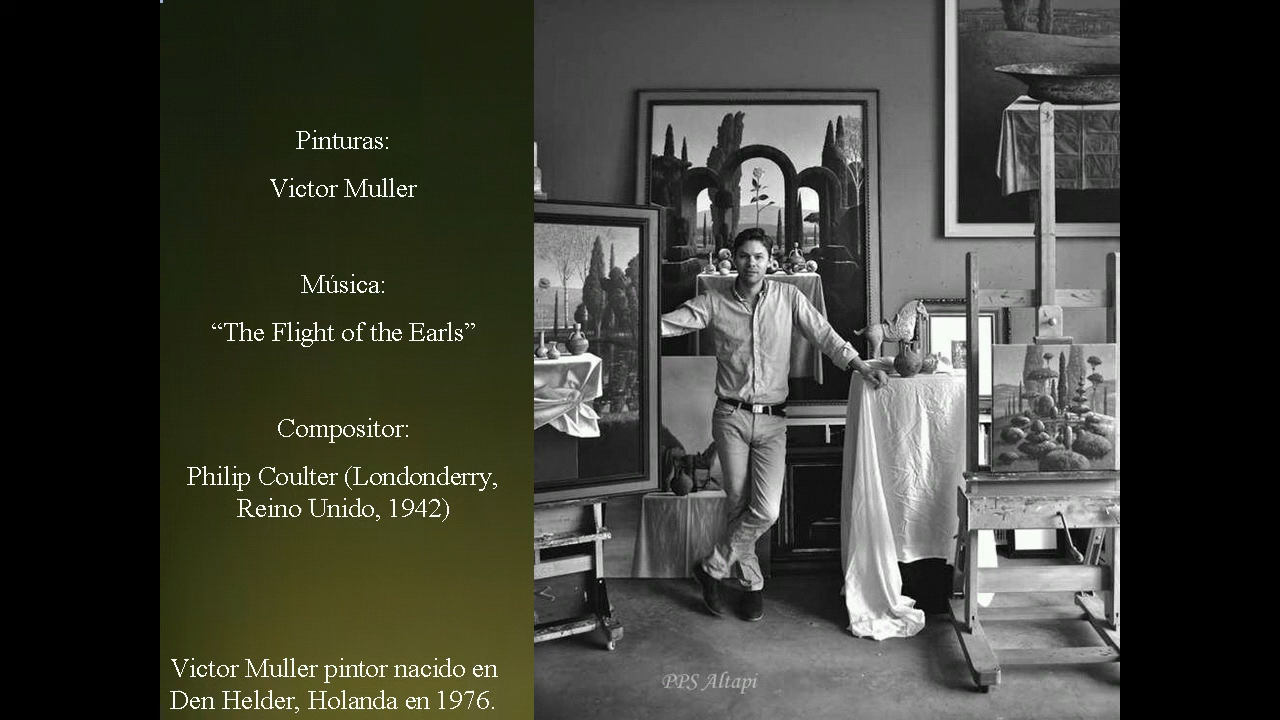 Pinturas:
Victor Muller
Música:
“The Flight of the Earls”
Compositor:
Philip Coulter (Londonderry,
Reino Unido, 1942)
Victor Muller pintor nacido en
Den Helder, Holanda en 1976.
PPS Altapi